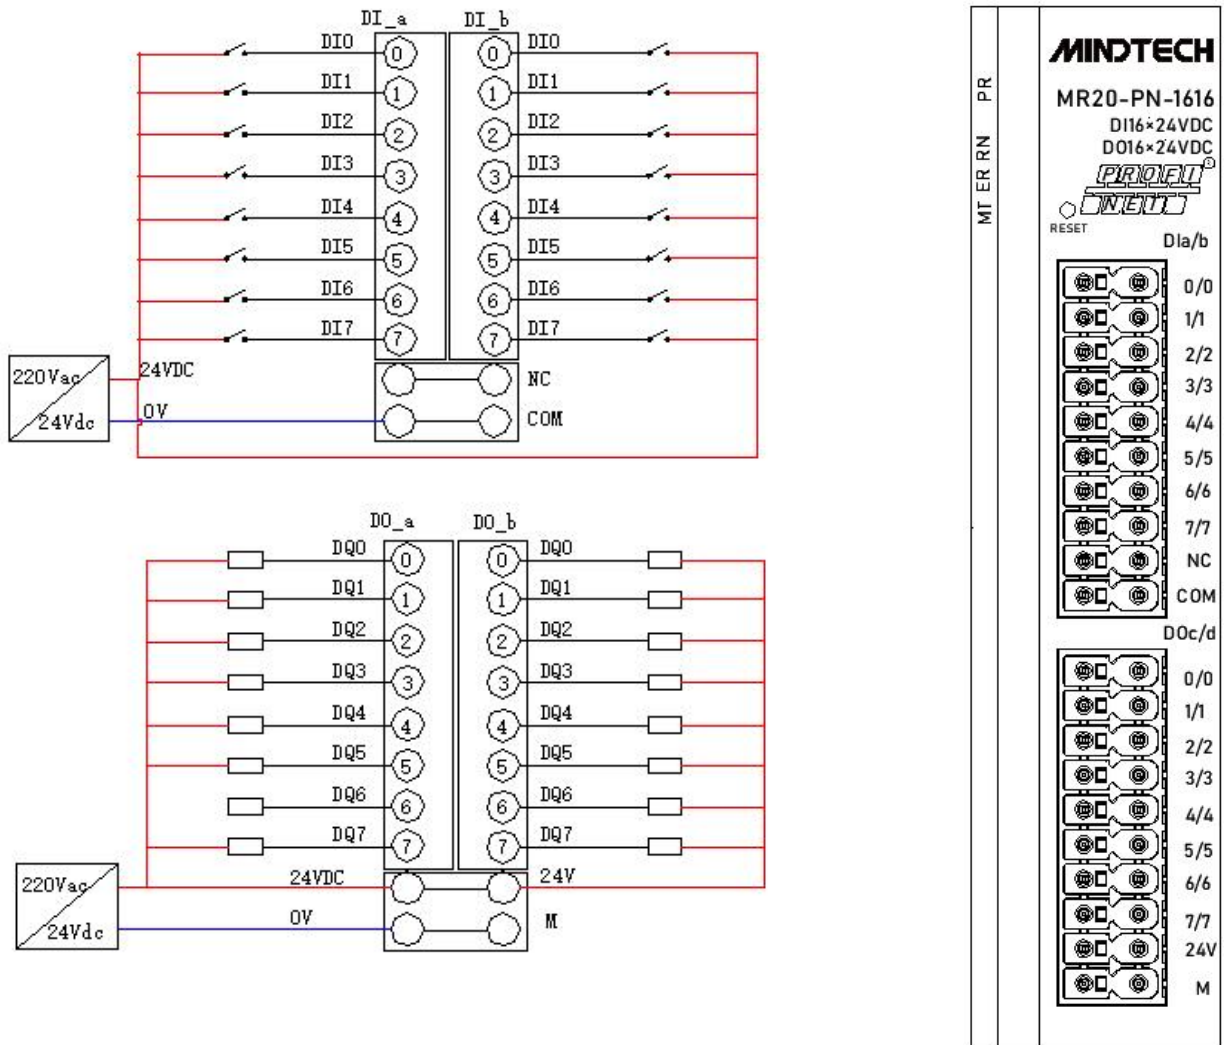 DI_a DI_b
DI0 0 0 DI0
DI1 1 1 DI1
DI2 2 2 DI2
DI3 3 3 DI3
DI4 4 4 DI4
DI5 5 5 DI5
DI6 6 6 DI6
DI7 7 7 DI7
220Vac
24Vdc
24VDC
NC
0V
COM
DO_a DO_b
DQ0 0 0 DQ0
DQ1 1 1 DQ1
DQ2 2 2 DQ2
DQ3 3 3 DQ3
DQ4 4 4 DQ4
DQ5 5 5 DQ5
DQ6 6 6 DQ6
DQ7 7 7 DQ7
220Vac
24Vdc
24VDC 24V
0V M
MT ER RN PR
MINDTECH
MR20-PN-1616
DI16×24VDC
DO16×24VDC
PROFI
NET
RESET
DIa/b
0/0
1/1
2/2
3/3
4/4
5/5
6/6
7/7
NC
COM
DOc/d
0/0
1/1
2/2
3/3
4/4
5/5
6/6
7/7
24V
M